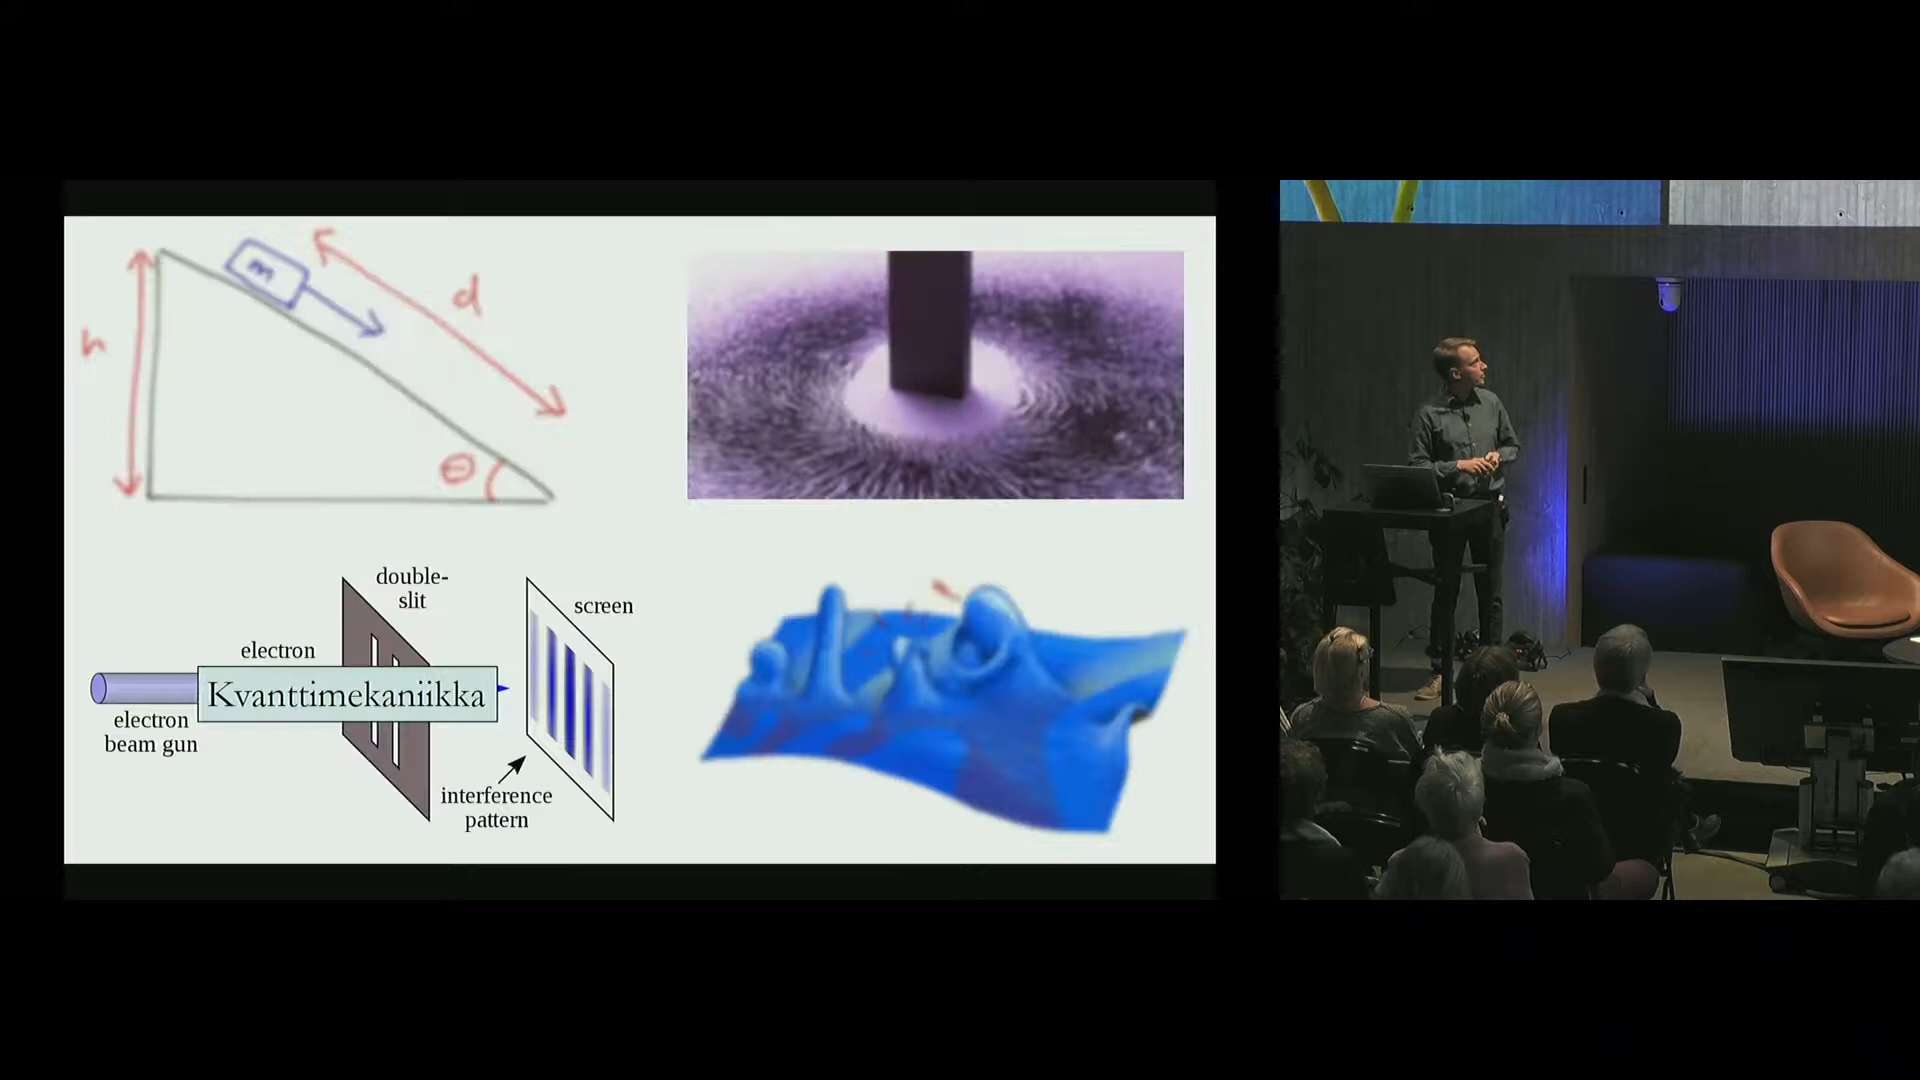 m
d
h
Θ
double-
slit
screen
electron
Kvanttimekaniikka
electron
beam gun
interference
pattern